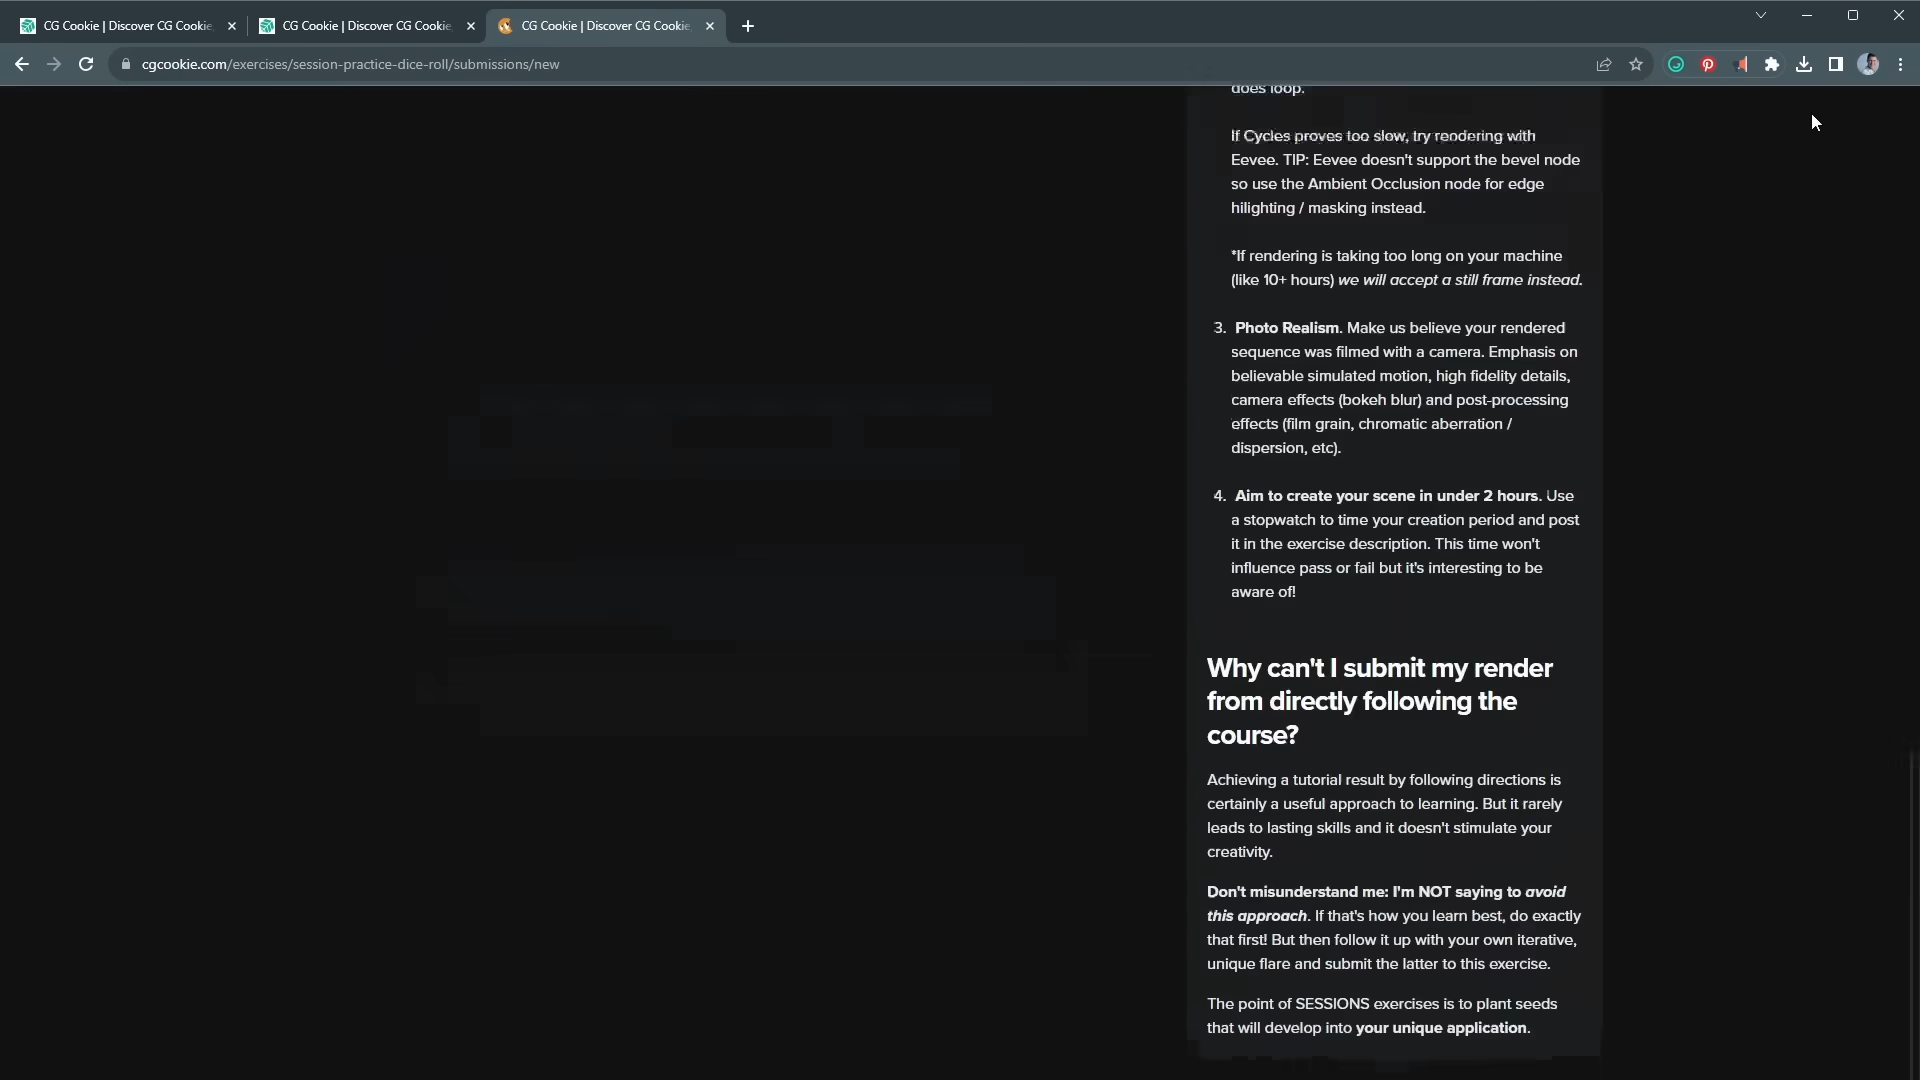 CG Cookie | Discover CG Cookie,
CG Cookie | Discover CG Cookie,
CG Cookie | Discover CG Cookie,
cgcookie.com/exercises/session-practice-dice-roll/submissions/new
does loop.
If Cycles proves too slow, try rendering with
Eevee. TIP: Eevee doesn't support the bevel node
so use the Ambient Occlusion node for edge
hilighting / masking instead.
*If rendering is taking too long on your machine
(like 10+ hours) we will accept a still frame instead.
3. Photo Realism. Make us believe your rendered
sequence was filmed with a camera. Emphasis on
believable simulated motion, high fidelity details,
camera effects (bokeh blur) and post-processing
effects (film grain, chromatic aberration /
dispersion, etc).
4. Aim to create your scene in under 2 hours. Use
a stopwatch to time your creation period and post
it in the exercise description. This time won't
influence pass or fail but it's interesting to be
aware of!
Why can't I submit my render
from directly following the
course?
Achieving a tutorial result by following directions is
certainly a useful approach to learning. But it rarely
leads to lasting skills and it doesn't stimulate your
creativity.
Don't misunderstand me: I'm NOT saying to avoid
this approach. If that's how you learn best, do exactly
that first! But then follow it up with your own iterative,
unique flare and submit the latter to this exercise.
The point of SESSIONS exercises is to plant seeds
that will develop into your unique application.